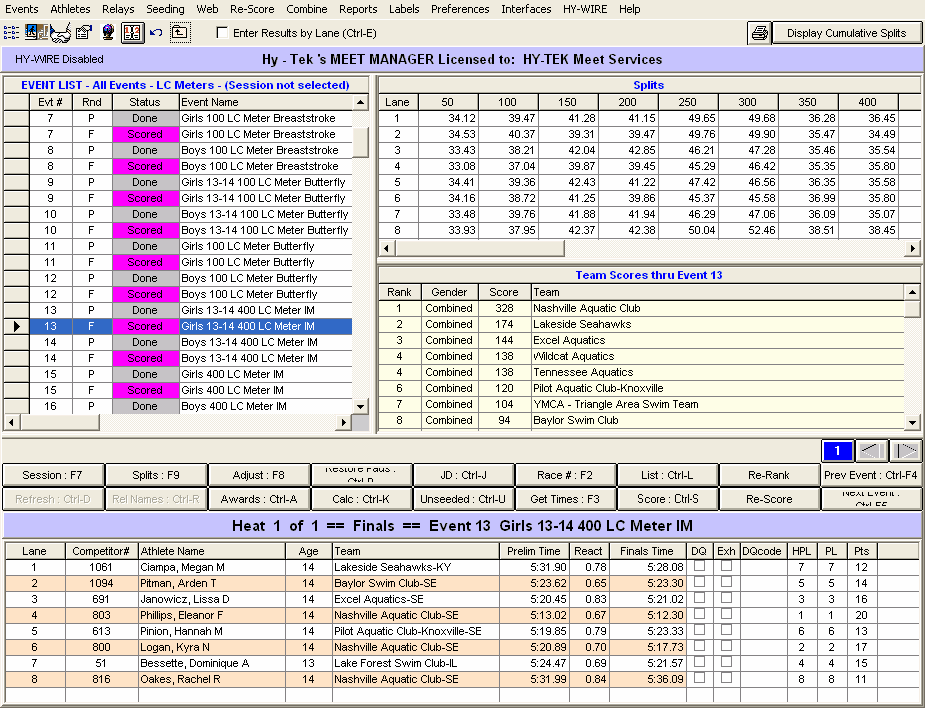 Events Athletes Relays Seeding Web Re-Score Combine Reports Labels Preferences Interfaces HY-WIRE Help
Enter Results by Lane (Ctrl-E) Display Cumulative Splits
HY-WIRE Disabled Hy - Tek 's MEET MANAGER Licensed to: HY-TEK Meet Services
EVENT LIST - All Events - LC Meters - (Session not selected)
Evt # Rnd Status Event Name
7 P Done Girls 100 LC Meter Breaststroke
7 F Scored Girls 100 LC Meter Breaststroke
8 P Done Boys 100 LC Meter Breaststroke
8 F Scored Boys 100 LC Meter Breaststroke
9 P Done Girls 13-14 100 LC Meter Butterfly
9 F Scored Girls 13-14 100 LC Meter Butterfly
10 P Done Boys 13-14 100 LC Meter Butterfly
10 F Scored Boys 13-14 100 LC Meter Butterfly
11 P Done Girls 100 LC Meter Butterfly
11 F Scored Girls 100 LC Meter Butterfly
12 P Done Boys 100 LC Meter Butterfly
12 F Scored Boys 100 LC Meter Butterfly
13 P Done Girls 13-14 400 LC Meter IM
13 F Scored Girls 13-14 400 LC Meter IM
14 P Done Boys 13-14 400 LC Meter IM
14 F Scored Boys 13-14 400 LC Meter IM
15 P Done Girls 400 LC Meter IM
15 F Scored Girls 400 LC Meter IM
16 P Done Boys 400 LC Meter IM
Splits
Lane 50 100 150 200 250 300 350 400
1 34.12 39.47 41.28 41.15 49.65 49.68 36.28 36.45
2 34.53 40.37 39.31 39.47 49.76 49.90 35.47 34.49
3 33.43 38.21 42.04 42.85 46.21 47.28 35.46 35.54
4 33.08 37.04 39.87 39.45 45.29 46.42 35.35 35.80
5 34.41 39.36 42.43 41.22 47.42 46.56 36.35 35.58
6 34.16 38.72 41.25 39.86 45.37 45.58 36.99 35.80
7 33.48 39.76 41.88 41.94 46.29 47.06 36.09 35.07
8 33.93 37.95 42.37 42.38 50.04 52.46 38.51 38.45
Team Scores thru Event 13
Rank Gender Score Team
1 Combined 328 Nashville Aquatic Club
2 Combined 174 Lakeside Seahawks
3 Combined 144 Excel Aquatics
4 Combined 138 Wildcat Aquatics
4 Combined 138 Tennessee Aquatics
6 Combined 120 Pilot Aquatic Club-Knoxville
7 Combined 104 YMCA - Triangle Area Swim Team
8 Combined 94 Baylor Swim Club
1
Session : F7 Splits : F9 Adjust : F8 Restore Pads : Ctrl-P JD : Ctrl-J Race # : F2 List : Ctrl-L Re-Rank Prev Event : Ctrl-F4
Refresh : Ctrl-D Rel Names : Ctrl-R Awards : Ctrl-A Calc : Ctrl-K Unseeded : Ctrl-U Get Times : F3 Score : Ctrl-S Re-Score Next Event :
Heat 1 of 1 == Finals == Event 13 Girls 13-14 400 LC Meter IM
Lane Competitor# Athlete Name Age Team Prelim Time React Finals Time DQ Exh DQcode HPL PL Pts
1 1061 Ciampa, Megan M 14 Lakeside Seahawks-KY 5:31.90 0.78 5:28.08 7 7 12
2 1094 Pitman, Arden T 14 Baylor Swim Club-SE 5:23.62 0.65 5:23.30 5 5 14
3 691 Janowicz, Lissa D 14 Excel Aquatics-SE 5:20.45 0.83 5:21.02 3 3 16
4 803 Phillips, Eleanor F 14 Nashville Aquatic Club-SE 5:13.02 0.67 5:12.30 1 1 20
5 613 Pinion, Hannah M 14 Pilot Aquatic Club-Knoxville-SE 5:19.85 0.79 5:23.33 6 6 13
6 800 Logan, Kyra N 14 Nashville Aquatic Club-SE 5:20.89 0.70 5:17.73 2 2 17
7 51 Bessette, Dominique A 13 Lake Forest Swim Club-IL 5:24.47 0.69 5:21.57 4 4 15
8 816 Oakes, Rachel R 14 Nashville Aquatic Club-SE 5:31.99 0.84 5:36.09 8 8 11